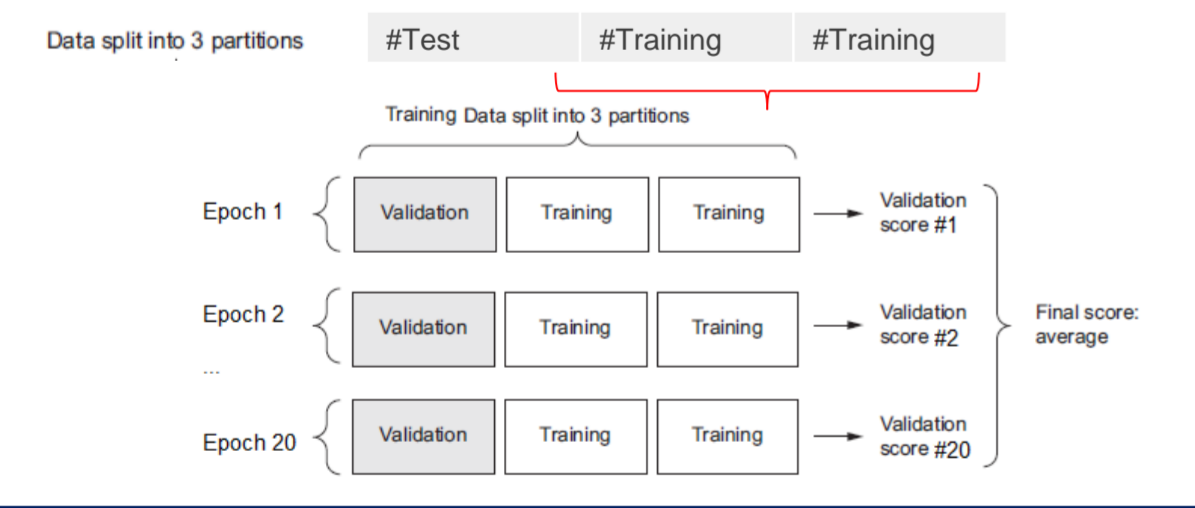 Data split into 3 partitions
#Test #Training #Training
Training Data split into 3 partitions
Epoch 1
Validation Training Training
Validation
score #1
Epoch 2
Validation Training Training
Validation
score #2
Final score:
average
...
Epoch 20
Validation Training Training
Validation
score #20